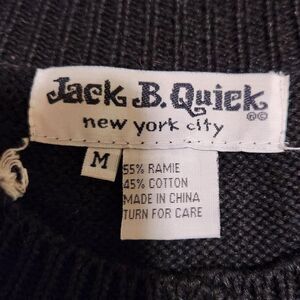 Jack B. Quick
®©
new york city
M
55% RAMIE
45% COTTON
MADE IN CHINA
TURN FOR CARE